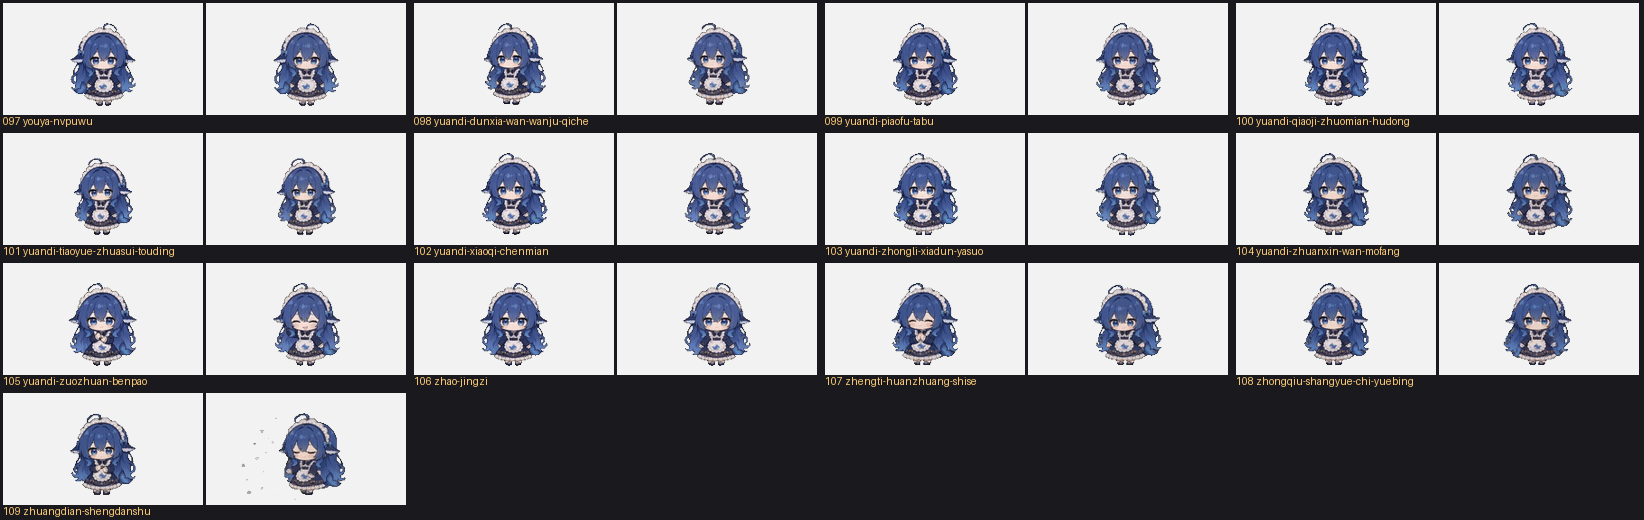 097 youya-nvpuwu
098 yuandi-dunxia-wan-wanju-qiche
099 yuandi-piaofu-tabu
100 yuandi-qiaoji-zhuomian-hudong
101 yuandi-tiaoyue-zhuasui-touding
102 yuandi-xiaoqi-chenmian
103 yuandi-zhongli-xiadun-yasuo
104 yuandi-zhuanxin-wan-mofang
105 yuandi-zuozhuan-benpao
106 zhao-jingzi
107 zhengti-huanzhuang-shise
108 zhongqiu-shangyue-chi-yuebing
109 zhuangdian-shengdanshu